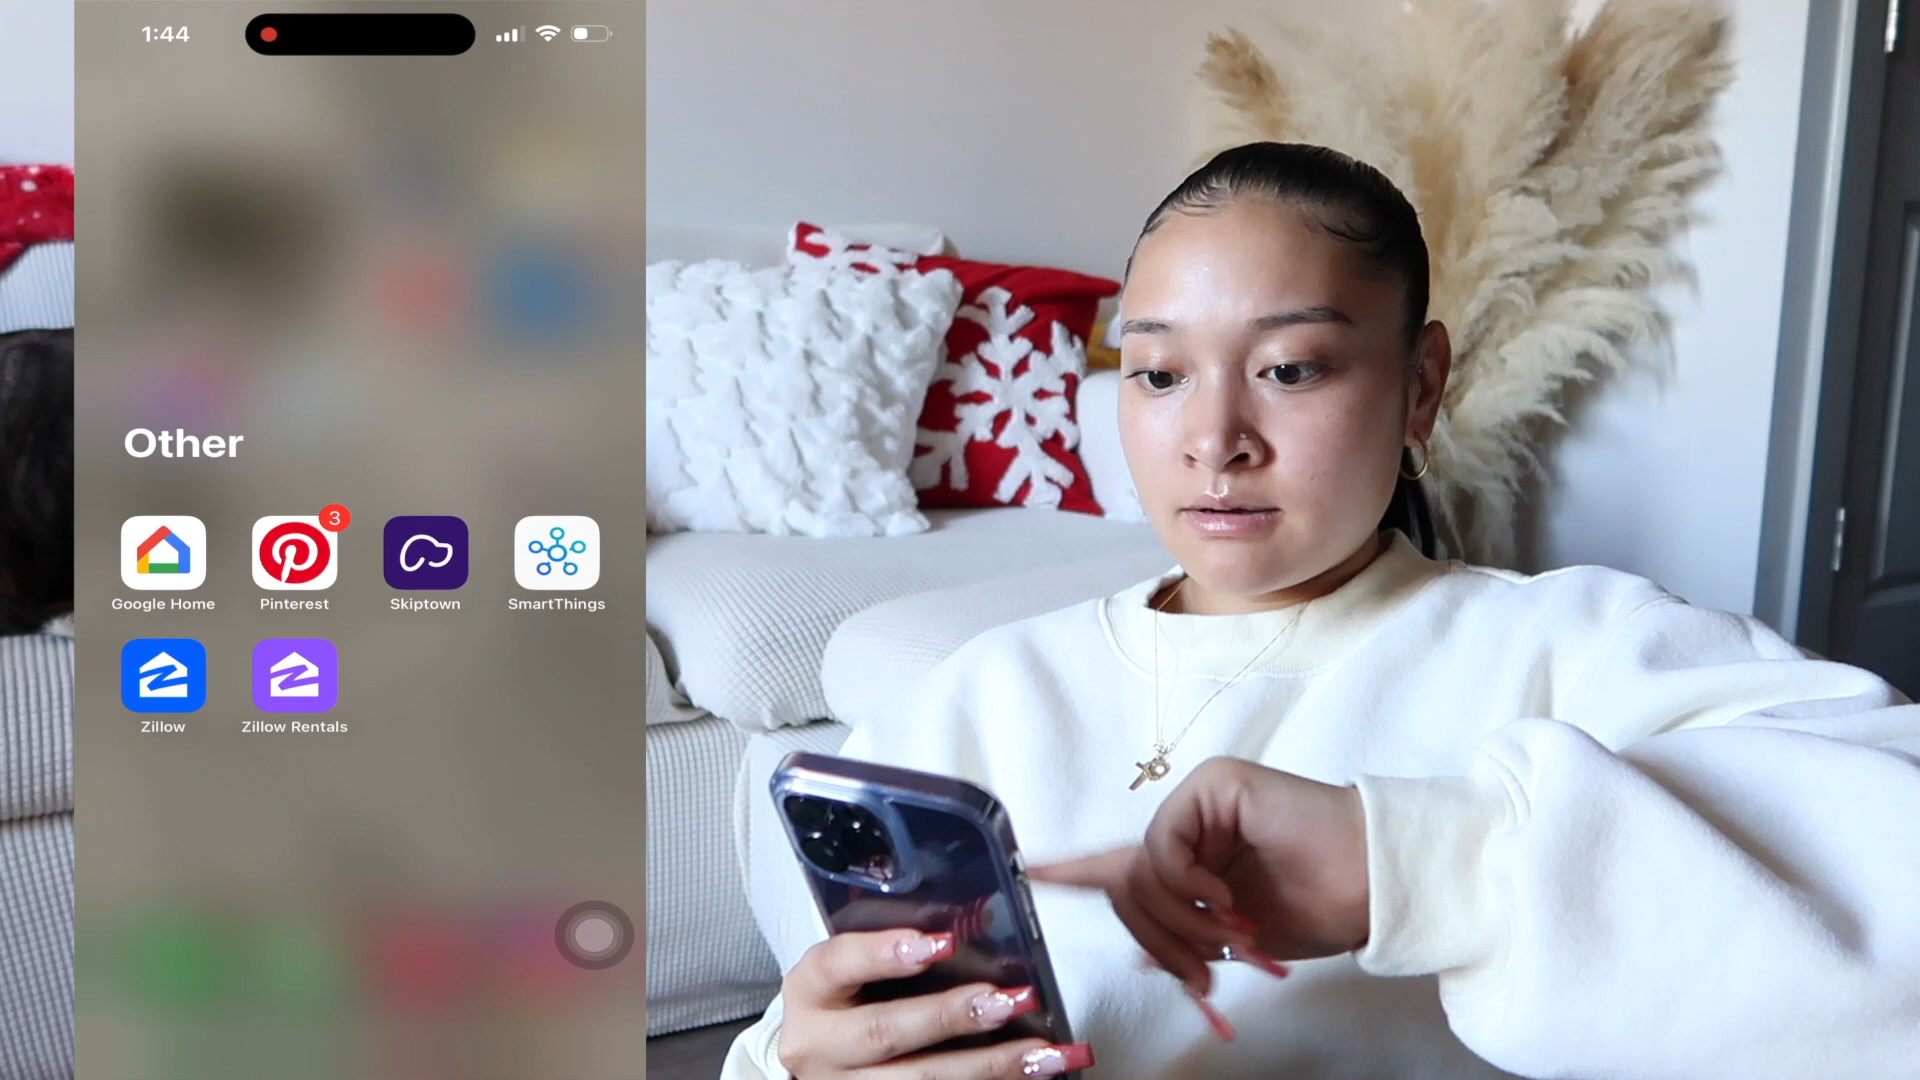 1:44
Other
3
Google Home
Pinterest
Skiptown
SmartThings
Zillow
Zillow Rentals